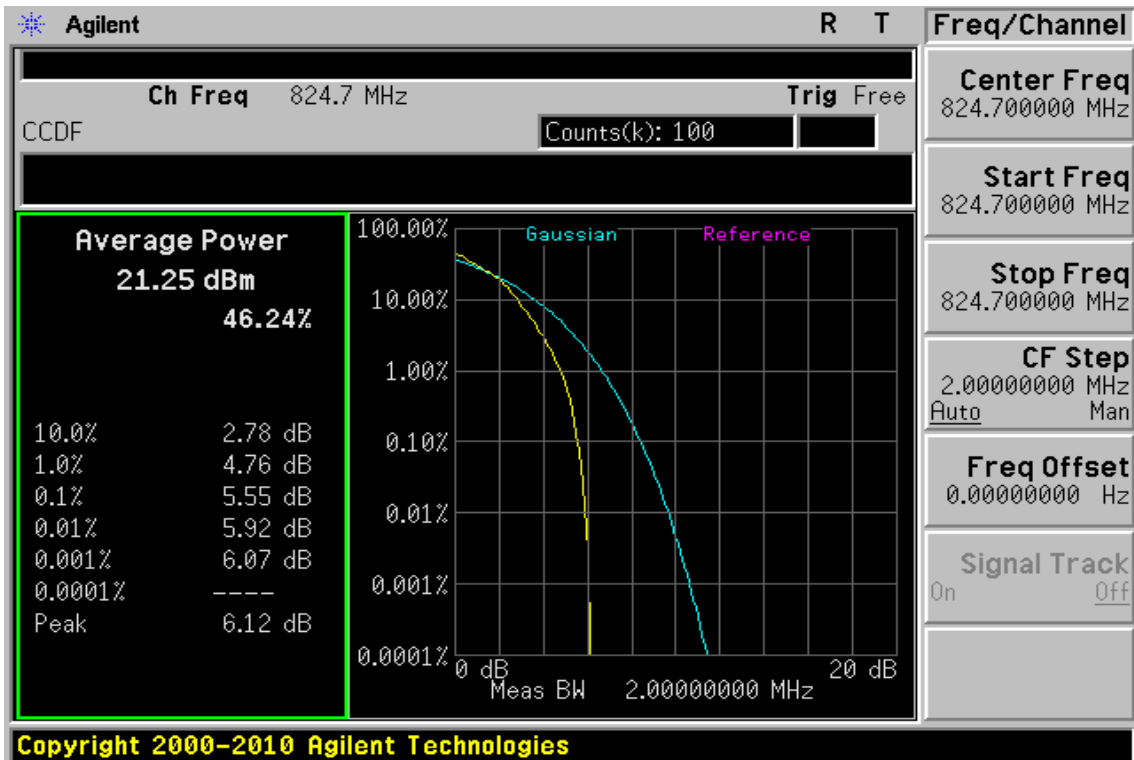 Agilent R T
Ch Freq 824.7 MHz Trig Free
CCDF Counts(k): 100
Average Power
21.25 dBm
46.24%
10.0% 2.78 dB
1.0% 4.76 dB
0.1% 5.55 dB
0.01% 5.92 dB
0.001% 6.07 dB
0.0001% ----
Peak 6.12 dB
Gaussian Reference
100.00%
10.00%
1.00%
0.10%
0.01%
0.001%
0.0001%
0 dB 20 dB
Meas BW 2.00000000 MHz
Freq/Channel
Center Freq
824.700000 MHz
Start Freq
824.700000 MHz
Stop Freq
824.700000 MHz
CF Step
2.00000000 MHz
Auto Man
Freq Offset
0.00000000 Hz
Signal Track
On Off
Copyright 2000-2010 Agilent Technologies